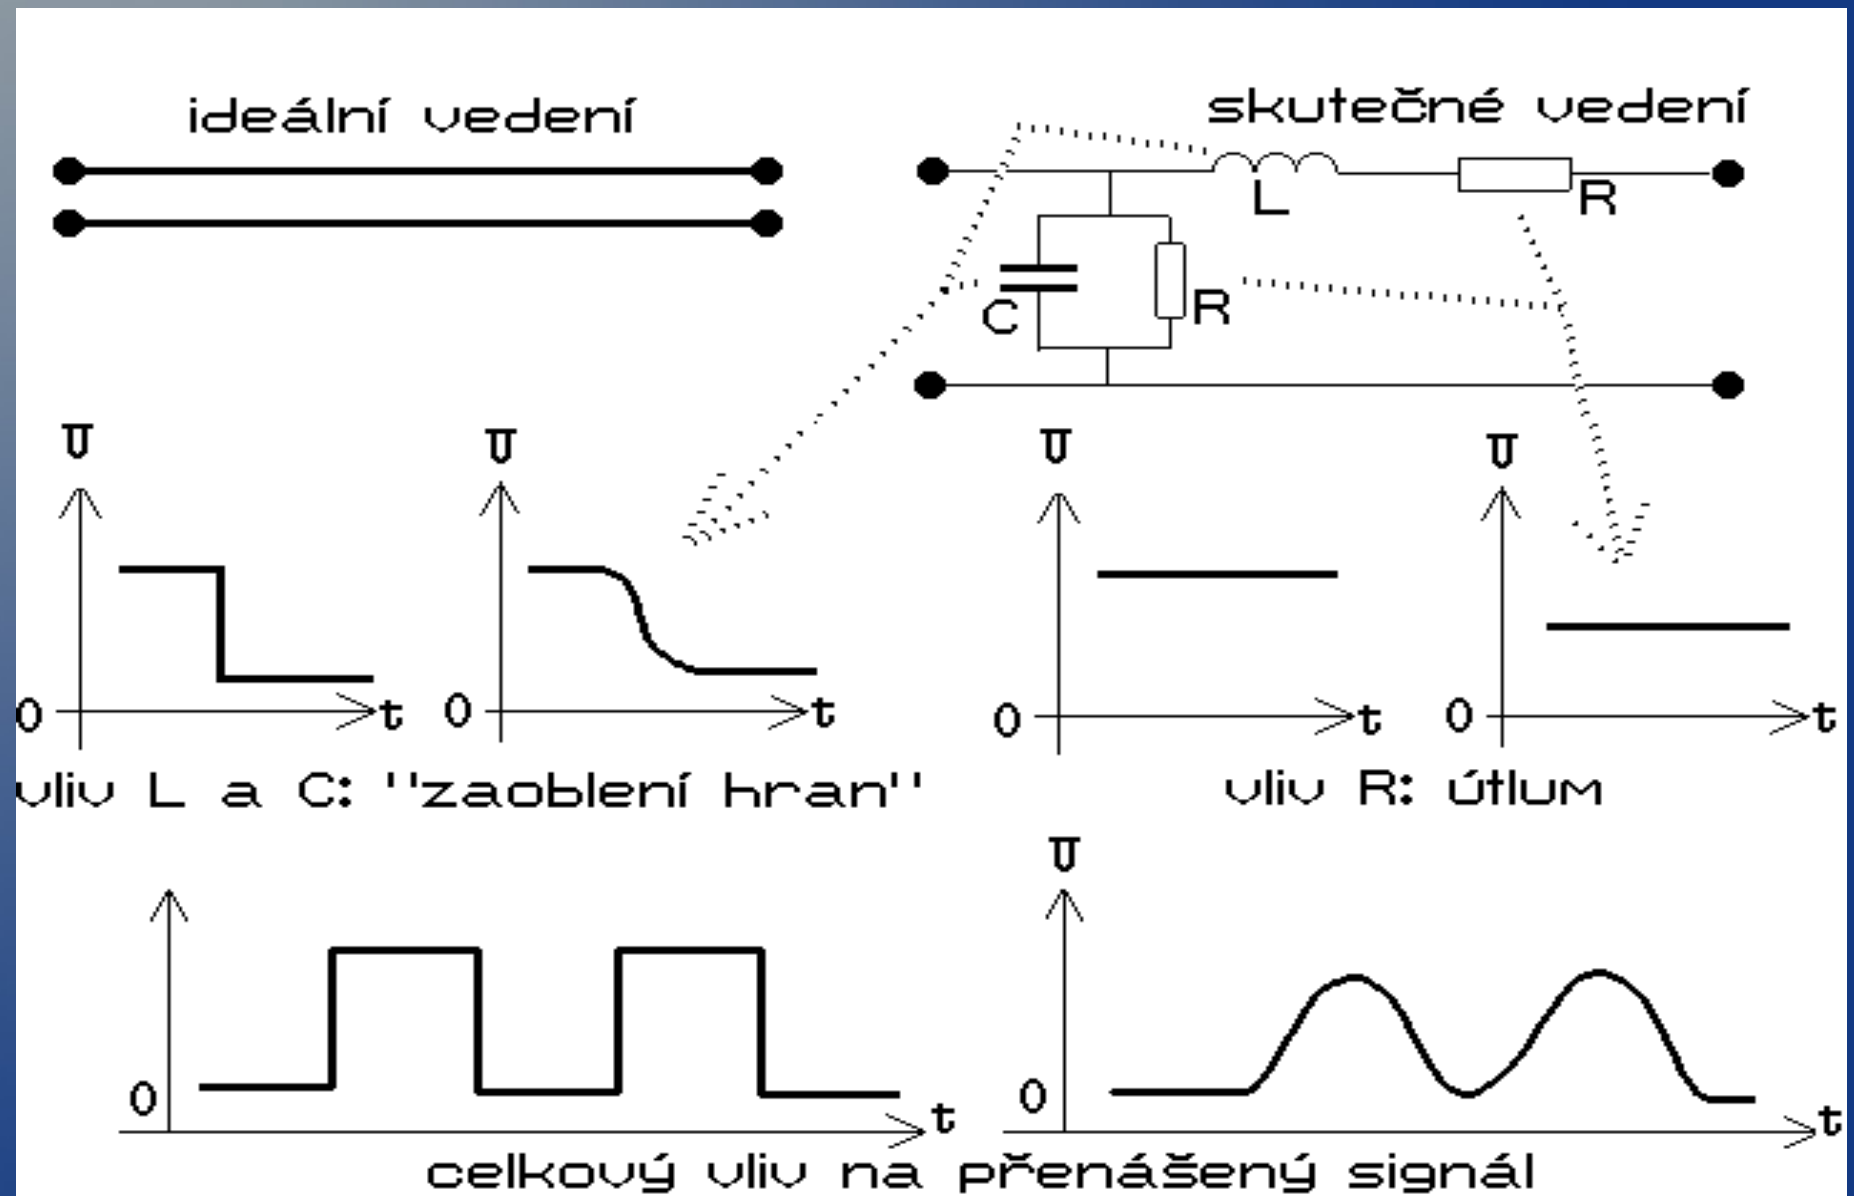 ideální vedení
skutečné vedení
L
R
C
R
U
U
U
U
0
t
0
t
0
t
0
t
vliv L a C: "zaoblení hran"
vliv R: útlum
U
0
t
0
t
celkový vliv na přenášený signál